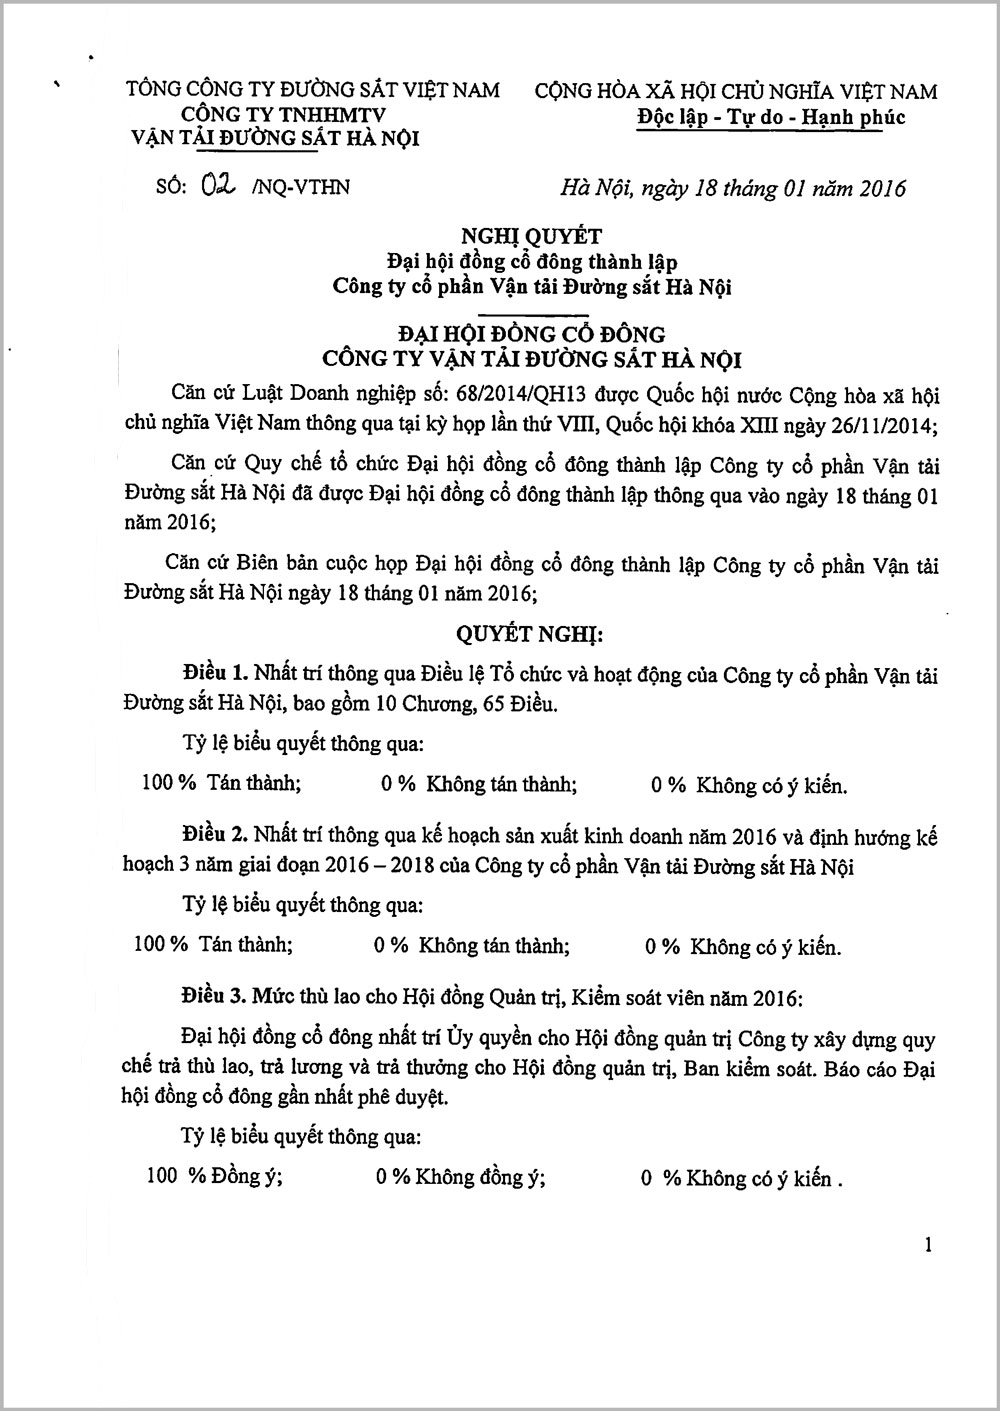 TỔNG CÔNG TY ĐƯỜNG SẮT VIỆT NAM
CÔNG TY TNHHMTV
VẬN TẢI ĐƯỜNG SẮT HÀ NỘI
CỘNG HÒA XÃ HỘI CHỦ NGHĨA VIỆT NAM
Độc lập - Tự do - Hạnh phúc
SỐ: 02 /NQ-VTHN
Hà Nội, ngày 18 tháng 01 năm 2016
NGHỊ QUYẾT
Đại hội đồng cổ đông thành lập
Công ty cổ phần Vận tải Đường sắt Hà Nội
ĐẠI HỘI ĐỒNG CỔ ĐÔNG
CÔNG TY VẬN TẢI ĐƯỜNG SẮT HÀ NỘI
Căn cứ Luật Doanh nghiệp số: 68/2014/QH13 được Quốc hội nước Cộng hòa xã hội
chủ nghĩa Việt Nam thông qua tại kỳ họp lần thứ VIII, Quốc hội khóa XIII ngày 26/11/2014;
Căn cứ Quy chế tổ chức Đại hội đồng cổ đông thành lập Công ty cổ phần Vận tải
Đường sắt Hà Nội đã được Đại hội đồng cổ đông thành lập thông qua vào ngày 18 tháng 01
năm 2016;
Căn cứ Biên bản cuộc họp Đại hội đồng cổ đông thành lập Công ty cổ phần Vận tải
Đường sắt Hà Nội ngày 18 tháng 01 năm 2016;
QUYẾT NGHỊ:
Điều 1. Nhất trí thông qua Điều lệ Tổ chức và hoạt động của Công ty cổ phần Vận tải
Đường sắt Hà Nội, bao gồm 10 Chương, 65 Điều.
Tỷ lệ biểu quyết thông qua:
100 % Tán thành; 0 % Không tán thành; 0 % Không có ý kiến.
Điều 2. Nhất trí thông qua kế hoạch sản xuất kinh doanh năm 2016 và định hướng kế
hoạch 3 năm giai đoạn 2016 – 2018 của Công ty cổ phần Vận tải Đường sắt Hà Nội
Tỷ lệ biểu quyết thông qua:
100 % Tán thành; 0 % Không tán thành; 0 % Không có ý kiến.
Điều 3. Mức thù lao cho Hội đồng Quản trị, Kiểm soát viên năm 2016:
Đại hội đồng cổ đông nhất trí Ủy quyền cho Hội đồng quản trị Công ty xây dựng quy
chế trả thù lao, trả lương và trả thưởng cho Hội đồng quản trị, Ban kiểm soát. Báo cáo Đại
hội đồng cổ đông gần nhất phê duyệt.
Tỷ lệ biểu quyết thông qua:
100 % Đồng ý; 0 % Không đồng ý; 0 % Không có ý kiến .
1